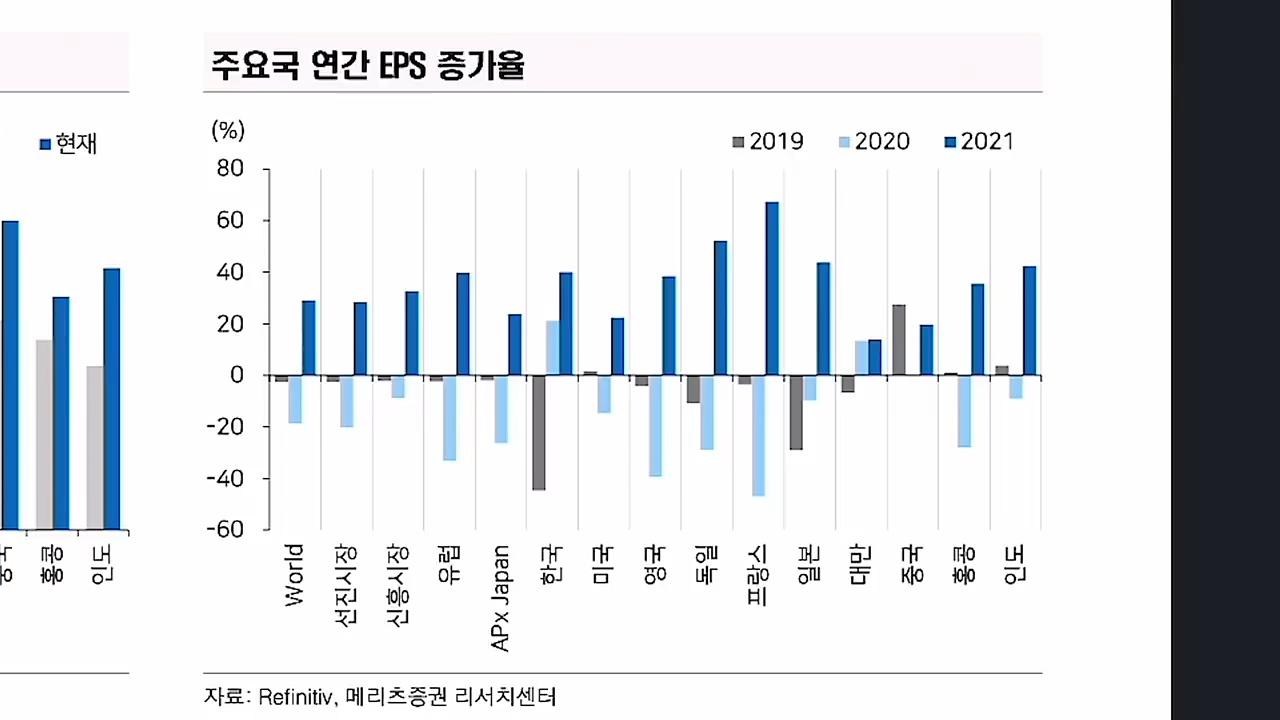 주요국 연간 EPS 증가율
현재
(%)
2019 2020 2021
80
60
40
20
0
-20
-40
-60
홍콩
인도
World
선진시장
신흥시장
유럽
APx Japan
한국
미국
영국
독일
프랑스
일본
대만
중국
홍콩
인도
자료: Refinitiv, 메리츠증권 리서치센터